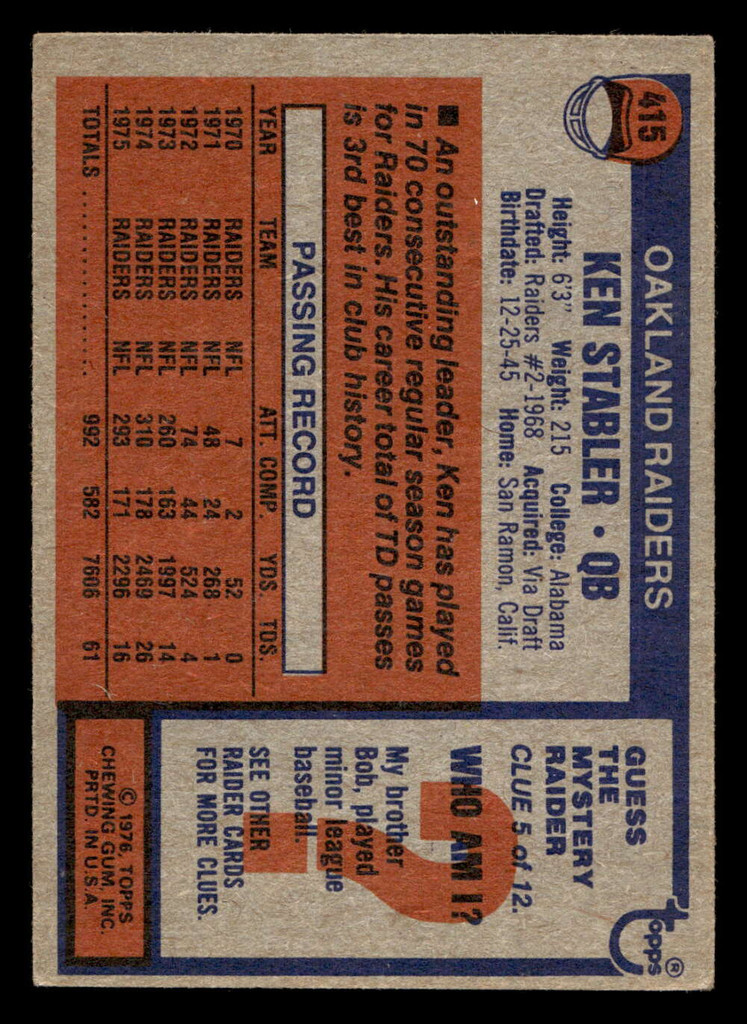 415
OAKLAND RAIDERS
KEN STABLER • QB
Height: 6'3" Weight: 215 College: Alabama
Drafted: Raiders #2-1968 Acquired: Via Draft
Birthdate: 12-25-45 Home: San Ramon, Calif.
■ An outstanding leader, Ken has played
in 70 consecutive regular season games
for Raiders. His career total of TD passes
is 3rd best in club history.
PASSING RECORD
YEAR TEAM ATT. COMP. YDS. TDS.
1970 RAIDERS NFL 7 2 52 0
1971 RAIDERS NFL 48 24 268 1
1972 RAIDERS NFL 74 44 524 4
1973 RAIDERS NFL 260 163 1997 14
1974 RAIDERS NFL 310 178 2469 26
1975 RAIDERS NFL 293 171 2296 16
TOTALS .................. 992 582 7606 61
topps®
GUESS
THE
MYSTERY
RAIDER
CLUE 5 of 12.
?
WHO AM I?
My brother
Bob, played
minor league
baseball.
SEE OTHER
RAIDER CARDS
FOR MORE CLUES.
© 1976, TOPPS
CHEWING GUM, INC.
PRTD. IN U.S.A.